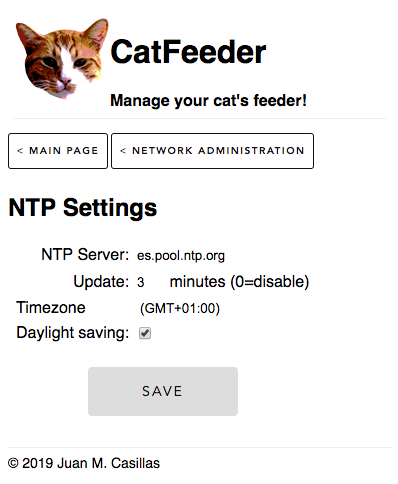 CatFeeder
Manage your cat's feeder!
< MAIN PAGE < NETWORK ADMINISTRATION
NTP Settings
NTP Server: es.pool.ntp.org
Update: 3 minutes (0=disable)
Timezone (GMT+01:00)
Daylight saving:
SAVE
© 2019 Juan M. Casillas